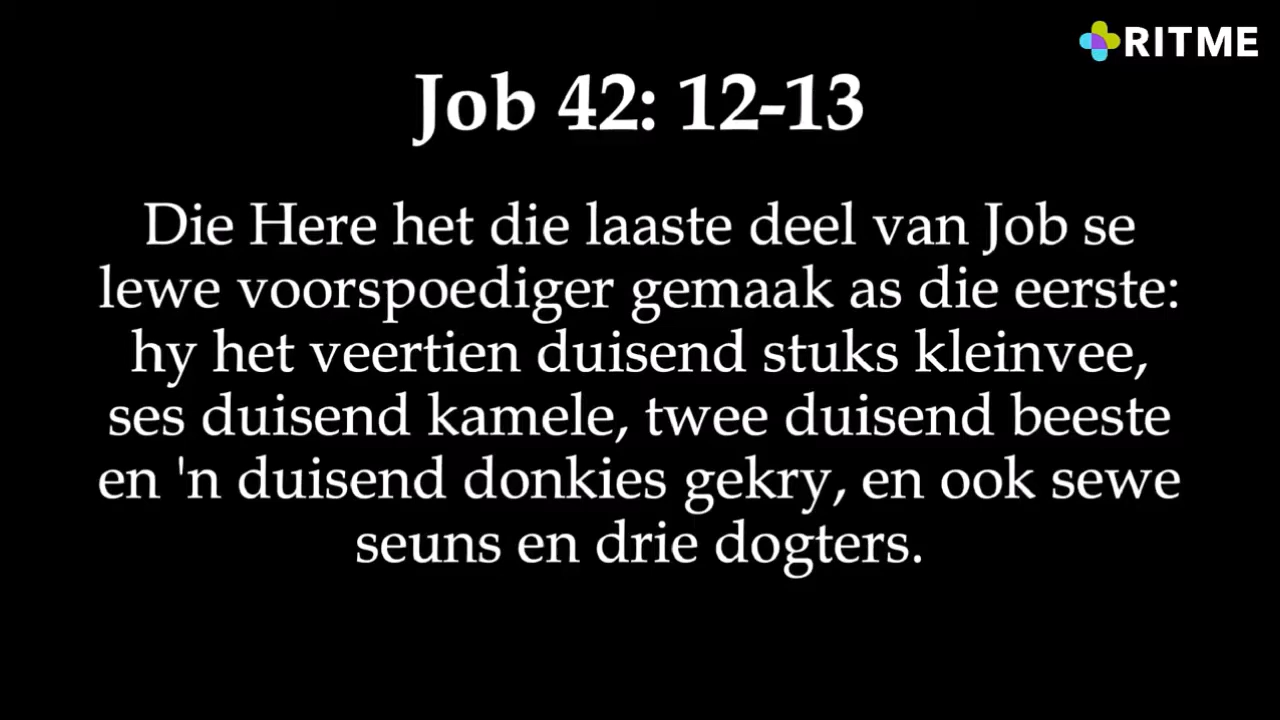 RITME
Job 42: 12-13
Die Here het die laaste deel van Job se
lewe voorspoediger gemaak as die eerste:
hy het veertien duisend stuks kleinvee,
ses duisend kamele, twee duisend beeste
en 'n duisend donkies gekry, en ook sewe
seuns en drie dogters.